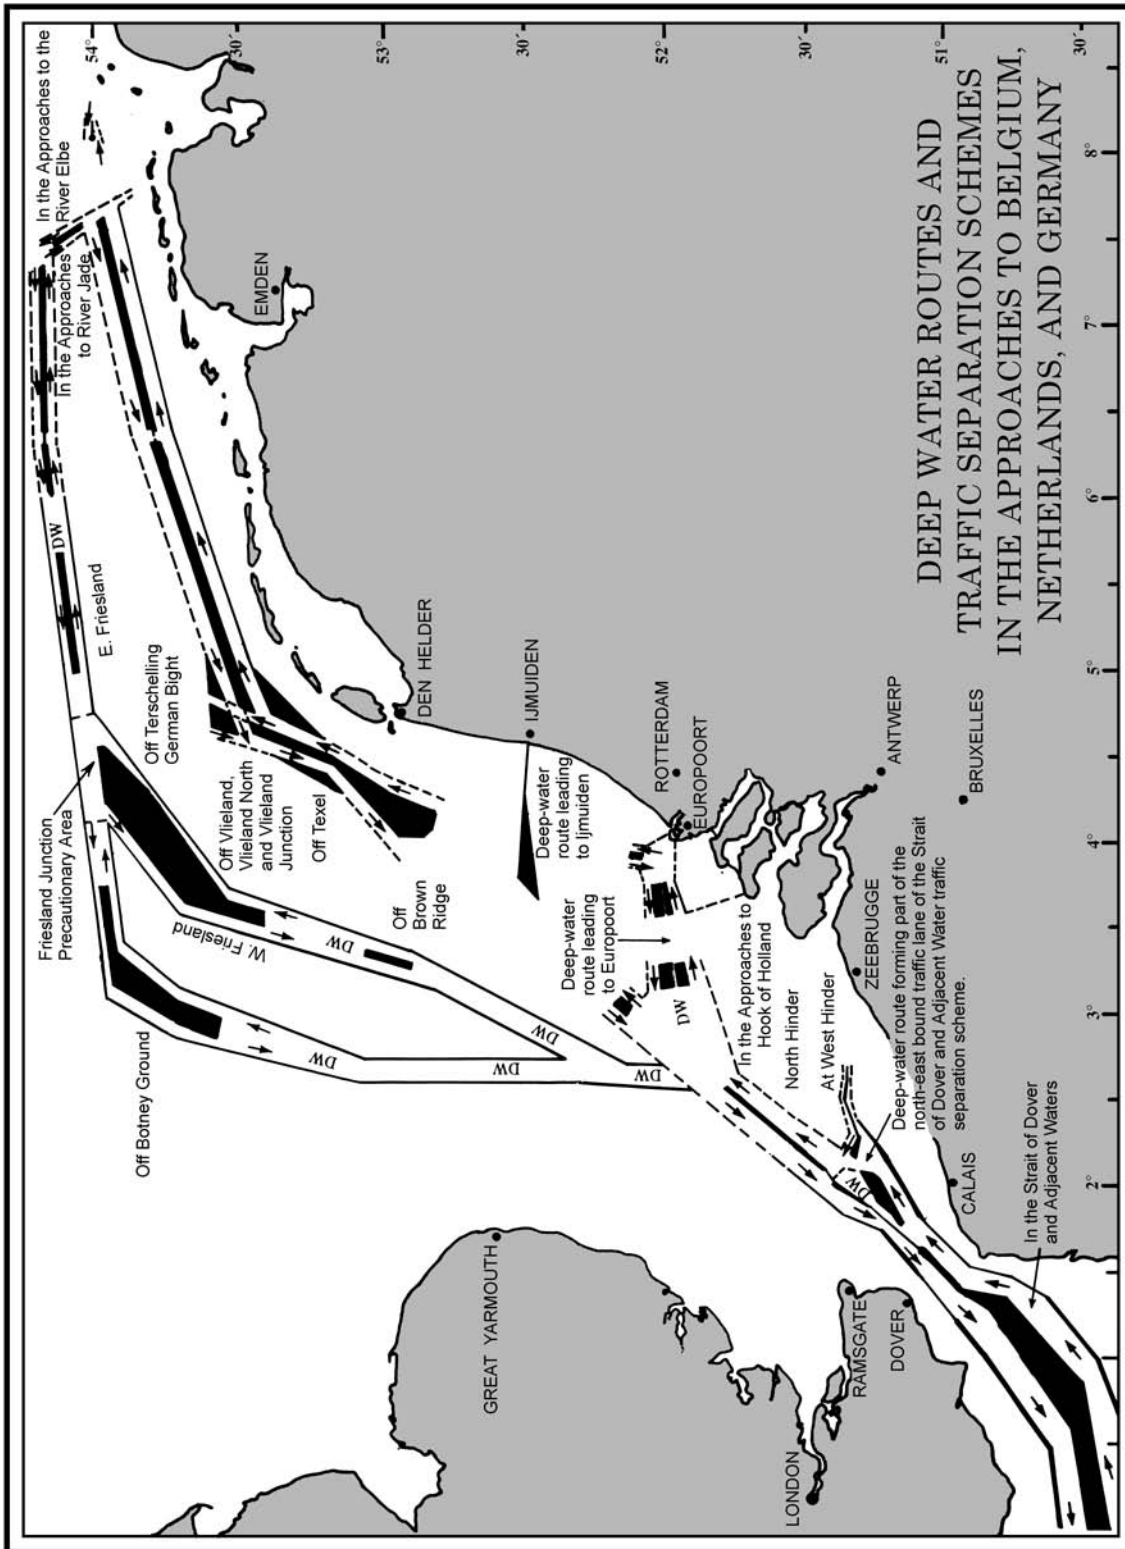 DEEP WATER ROUTES AND
TRAFFIC SEPARATION SCHEMES
IN THE APPROACHES TO BELGIUM,
NETHERLANDS, AND GERMANY
54°
30´
53°
30´
52°
30´
51°
30´
8°
7°
6°
5°
4°
3°
2°
In the Approaches to the
River Elbe
In the Approaches
to River Jade
EMDEN
DW
E. Friesland
Off Terschelling
German Bight
Friesland Junction
Precautionary Area
Off Vlieland,
Vlieland North
and Vlieland
Junction
Off Texel
DEN HELDER
IJMUIDEN
Deep-water
route leading
to Ijmuiden
Off
Brown
Ridge
W. Friesland
DW
ROTTERDAM
EUROPOORT
Deep-water
route leading
to Europoort
ANTWERP
BRUXELLES
ZEEBRUGGE
DW
In the Approaches to
Hook of Holland
North Hinder
At West Hinder
Deep-water route forming part of the
north-east bound traffic lane of the Strait
of Dover and Adjacent Water traffic
separation scheme.
Off Botney Ground
DW
DW
DW
DW
DW
CALAIS
In the Strait of Dover
and Adjacent Waters
GREAT YARMOUTH
RAMSGATE
DOVER
LONDON